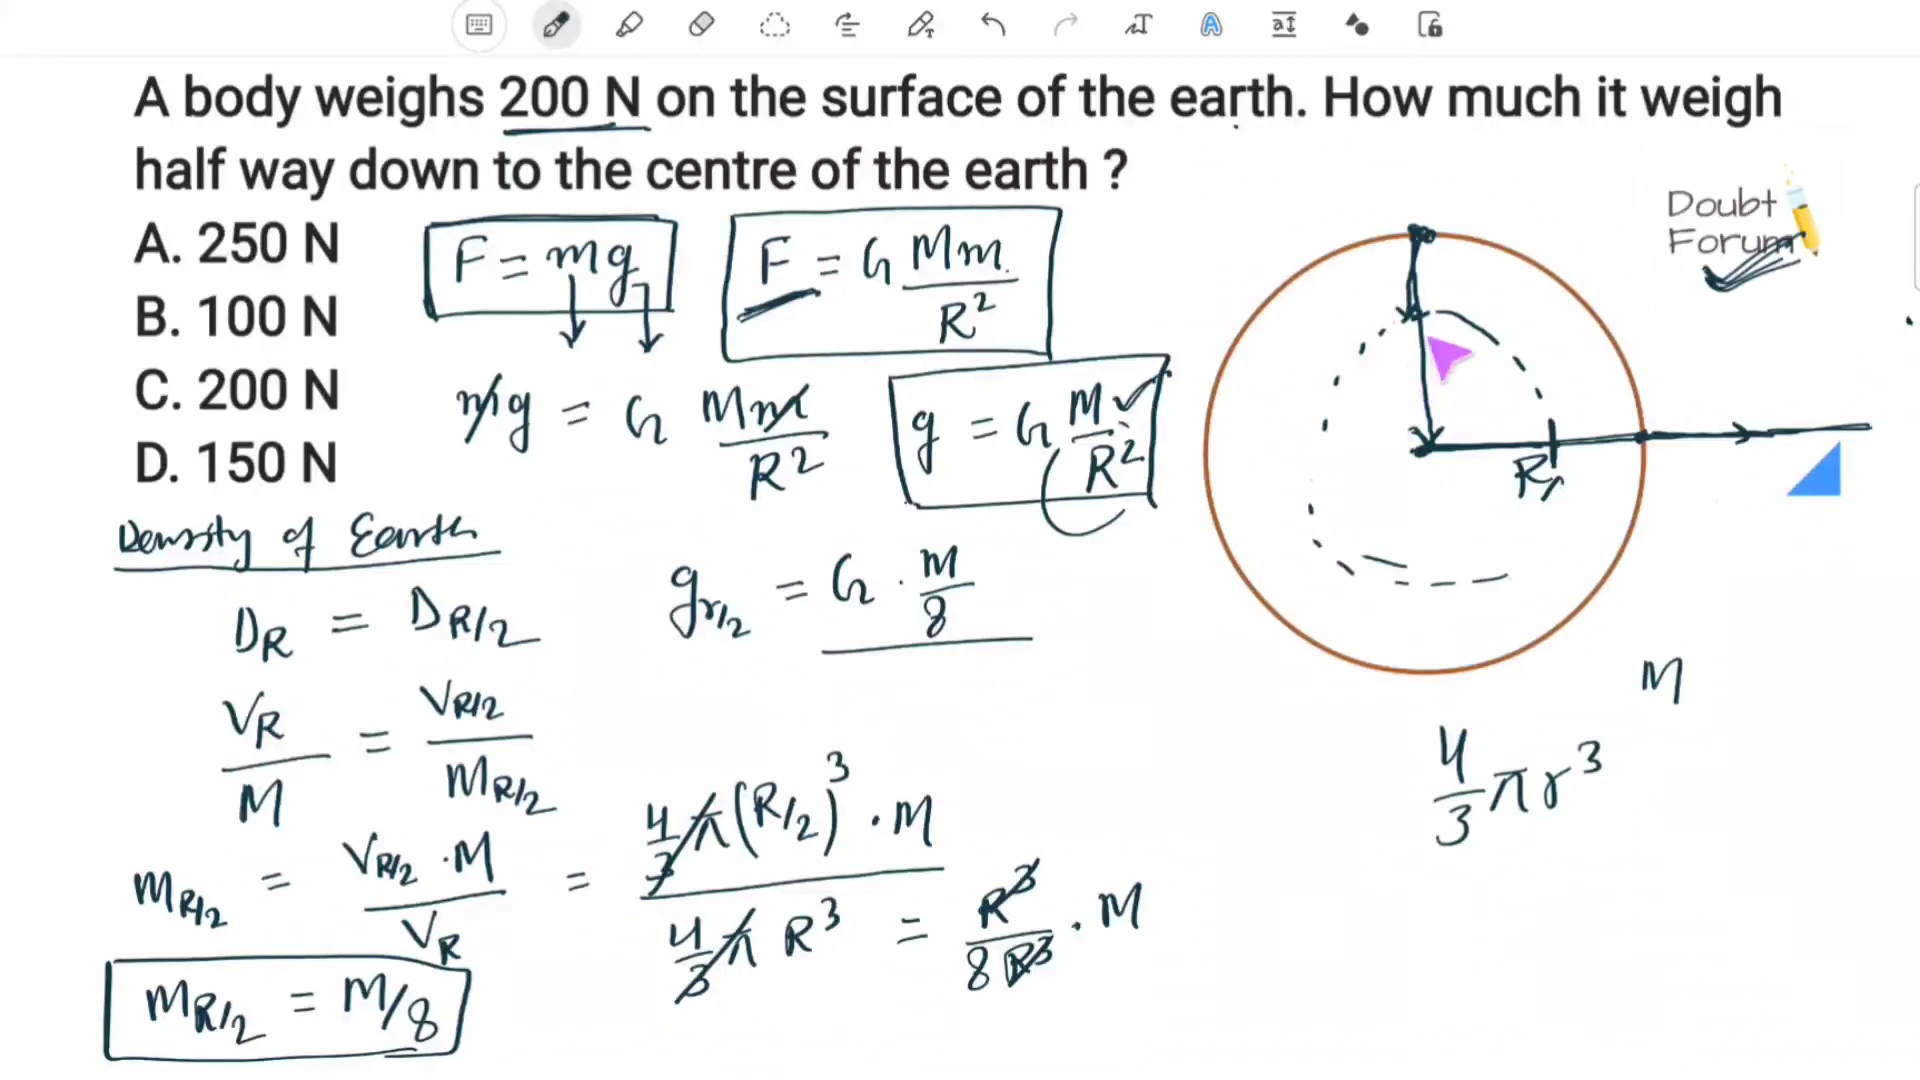 A body weighs 200 N on the surface of the earth. How much it weigh
half way down to the centre of the earth ?
A. 250 N
B. 100 N
C. 200 N
D. 150 N
Doubt
Forum
F = mg
F = G Mm / R²
mg = G Mm / R²
g = G M / R²
R
Density of Earth
D_R = D_R/2
g_r/2 = G · M / 8
V_R / M = V_R/2 / M_R/2
M
4/3 π r³
M_R/2 = V_R/2 · M / V_R = 4/3 π (R/2)³ · M / 4/3 π R³ = R³ / 8R³ · M
M_R/2 = M/8